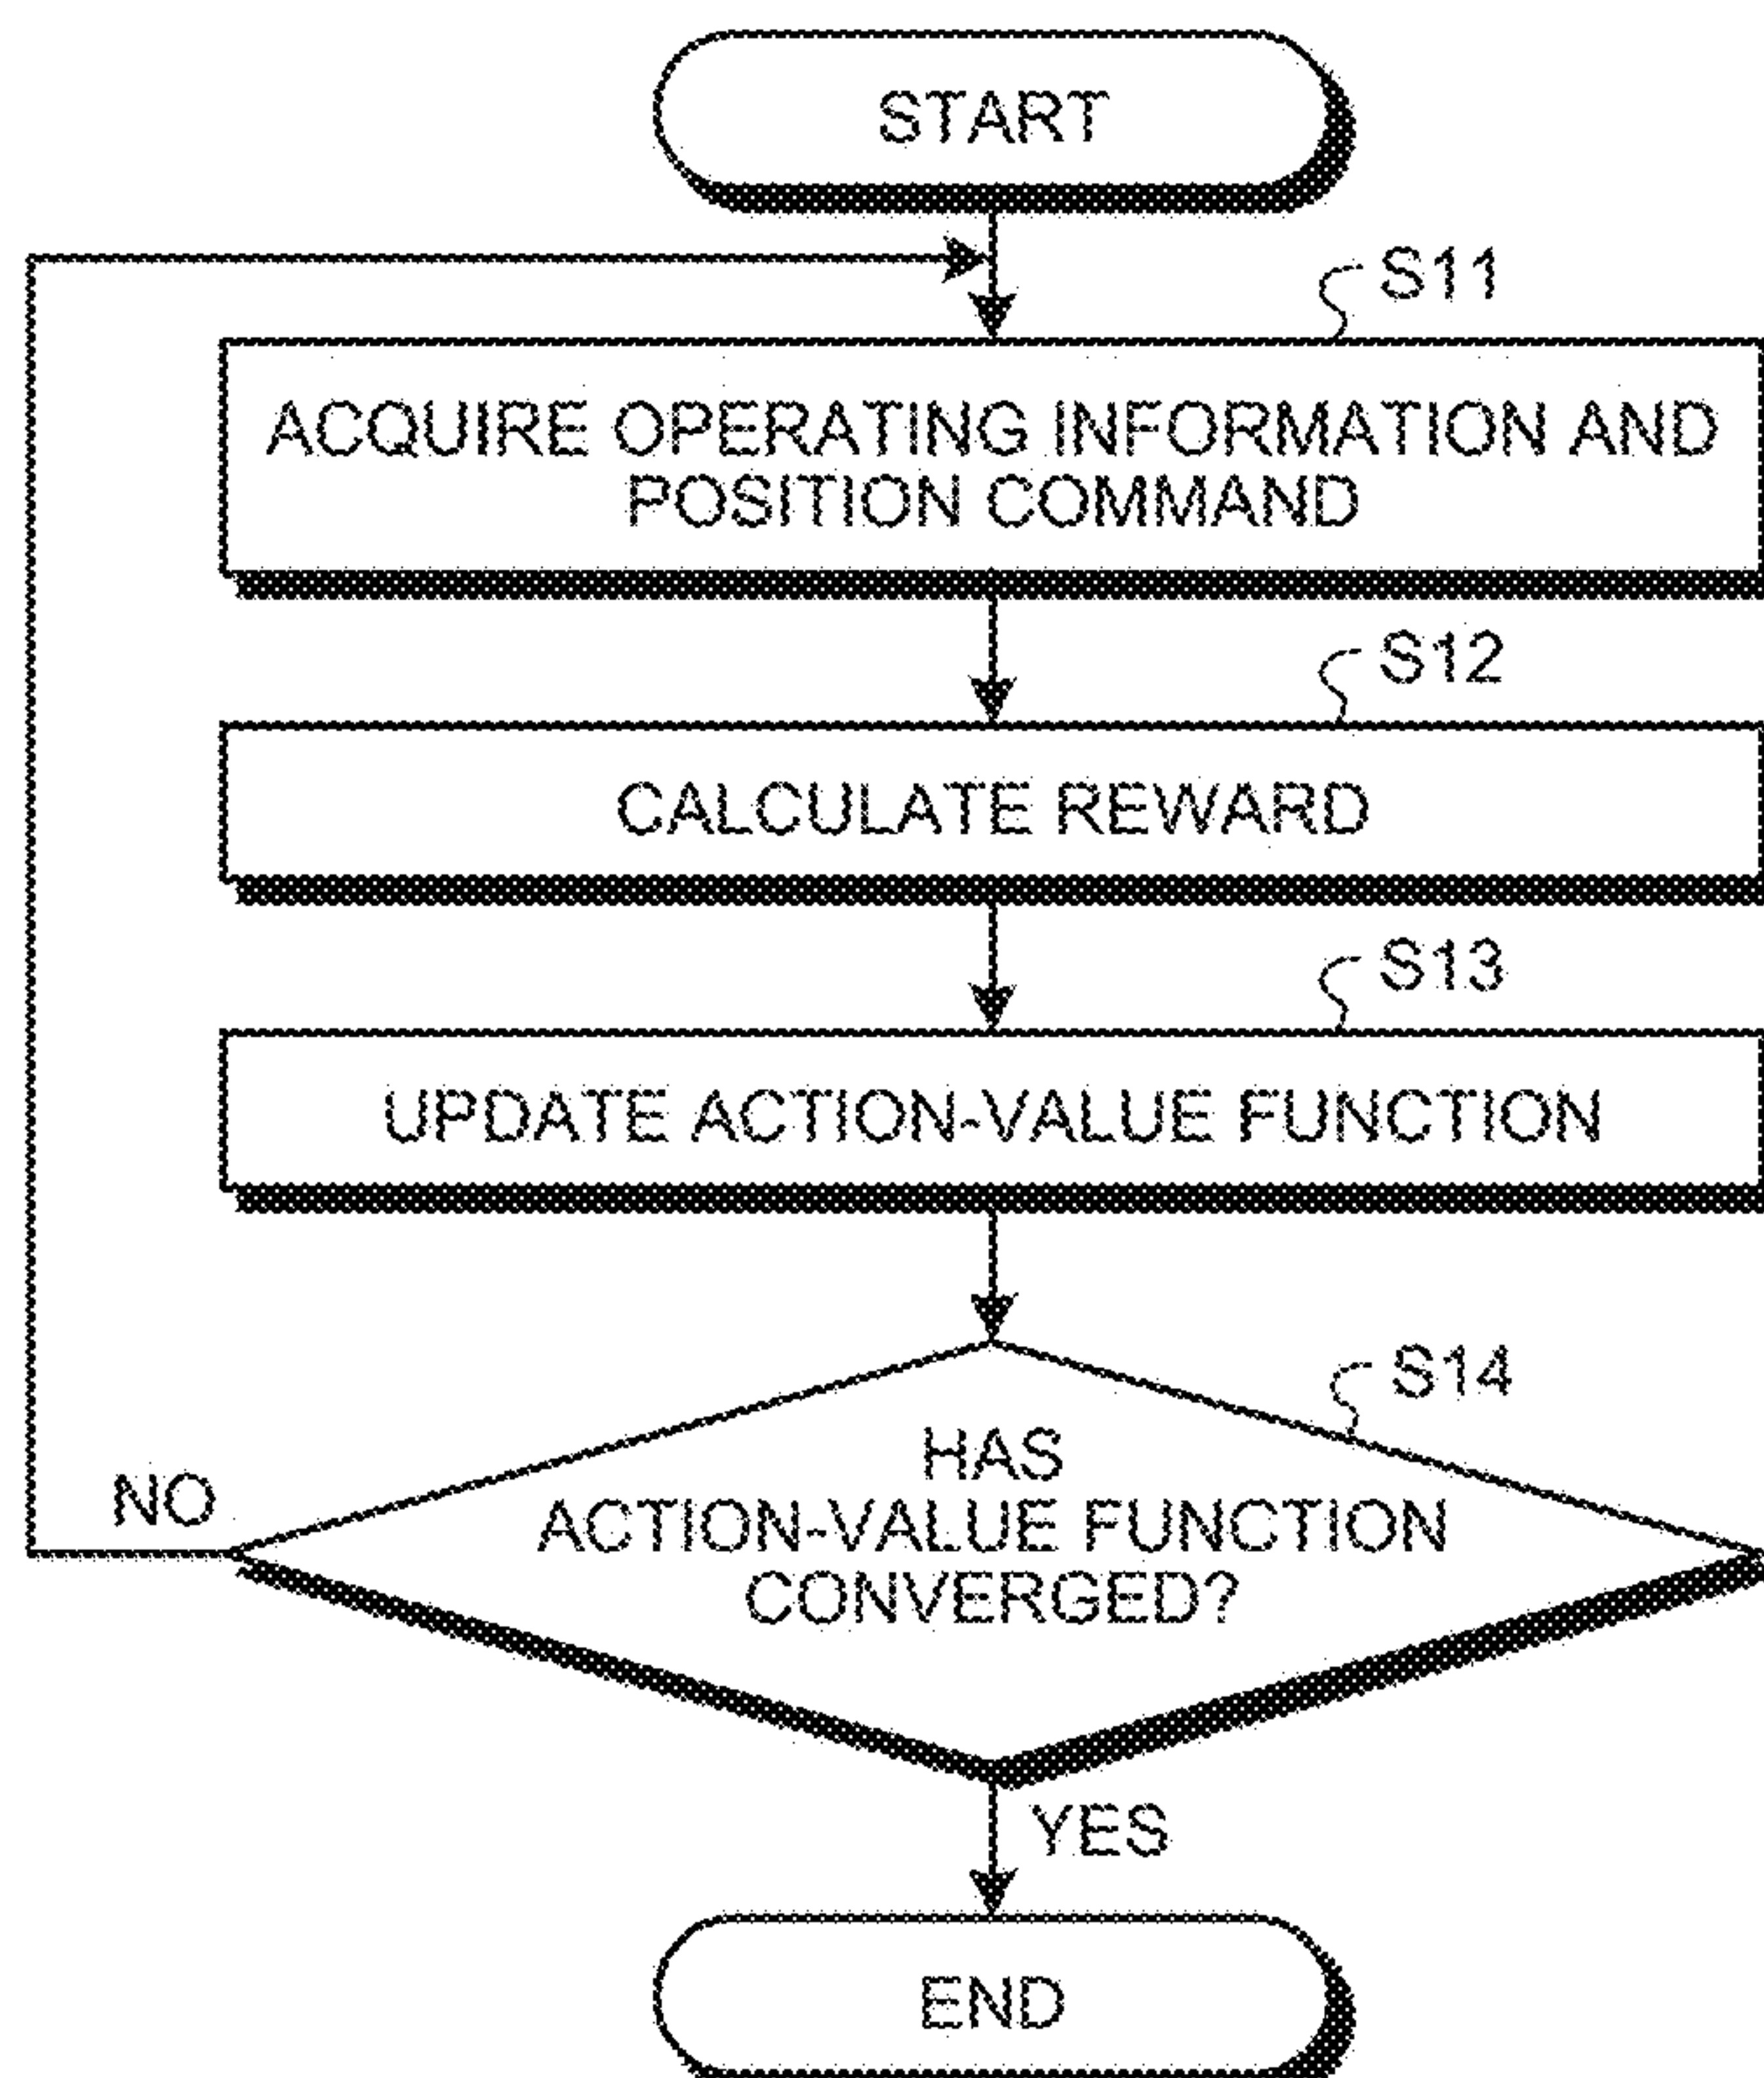 START
S11
ACQUIRE OPERATING INFORMATION AND
POSITION COMMAND
S12
CALCULATE REWARD
S13
UPDATE ACTION-VALUE FUNCTION
S14
HAS
ACTION-VALUE FUNCTION
CONVERGED?
NO
YES
END